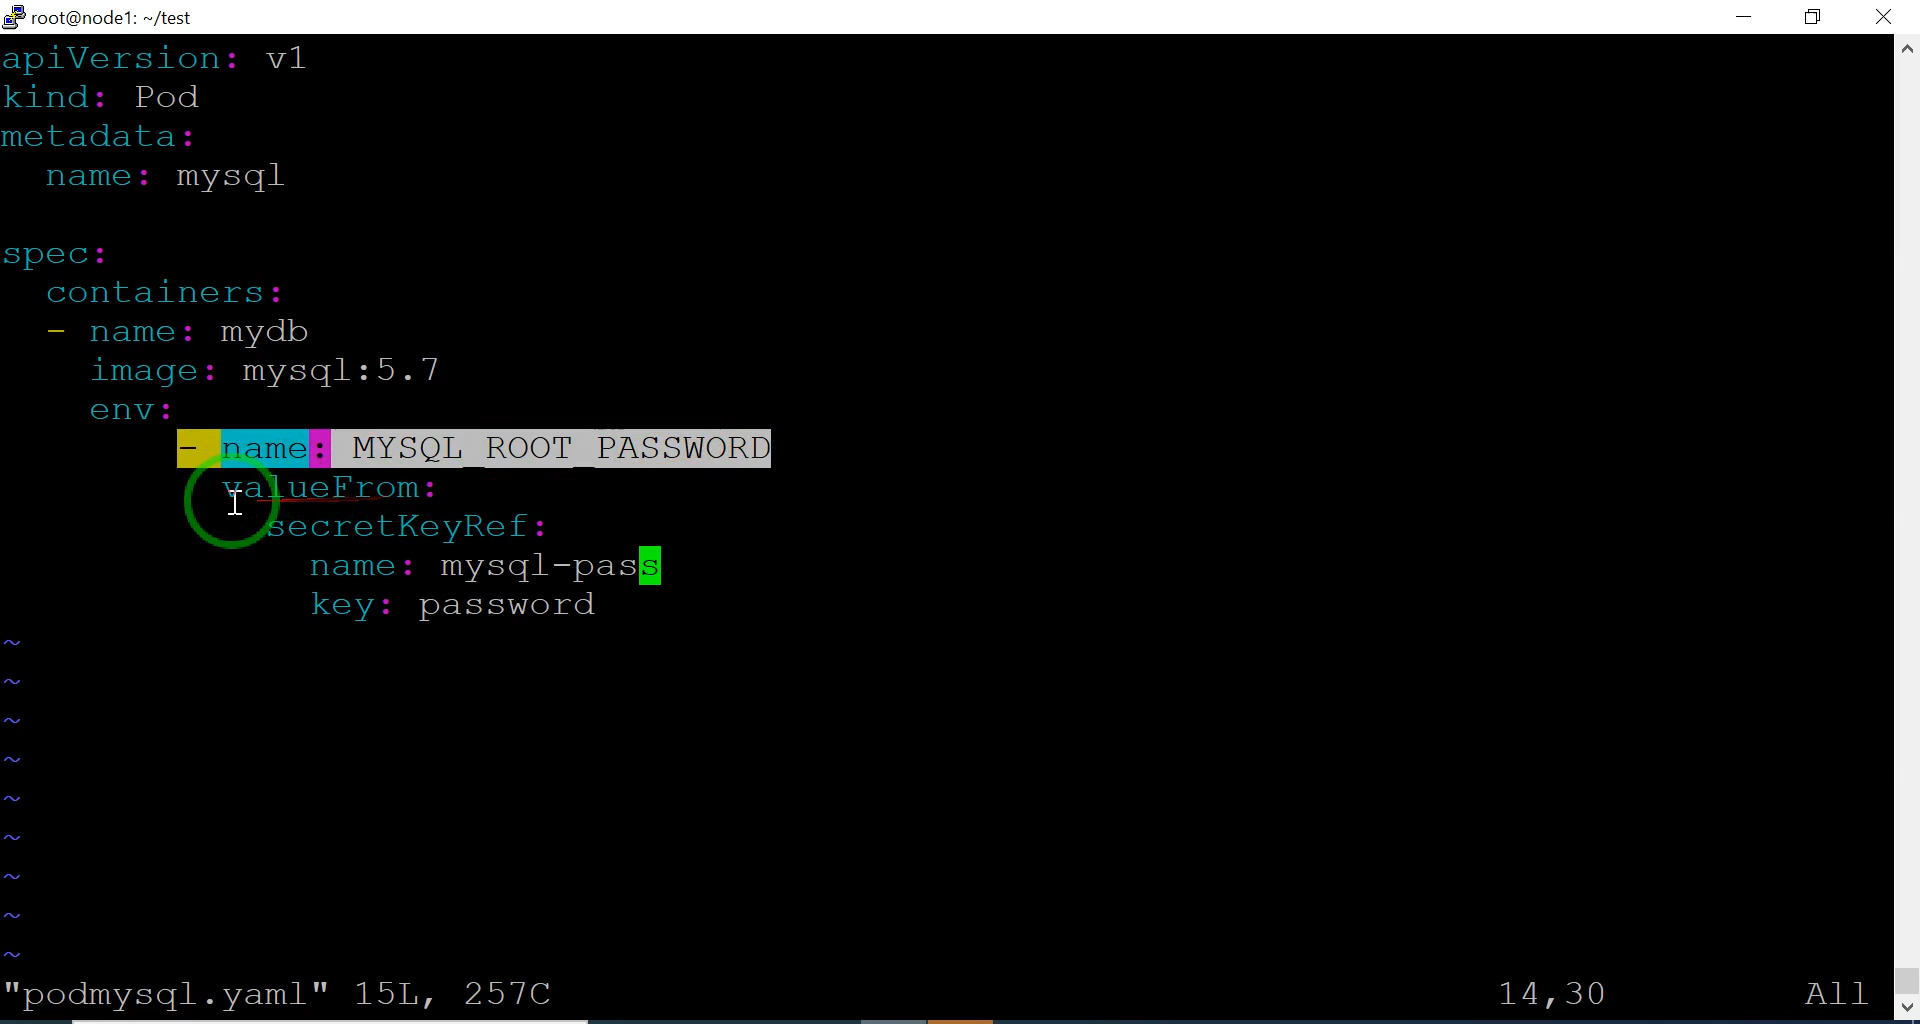 root@node1: ~/test
apiVersion: v1
kind: Pod
metadata:
  name: mysql
spec:
  containers:
  - name: mydb
    image: mysql:5.7
    env:
        - name: MYSQL_ROOT_PASSWORD
          valueFrom:
            secretKeyRef:
              name: mysql-pass
              key: password
~
~
~
~
~
~
~
~
~
"podmysql.yaml" 15L, 257C 14,30 All